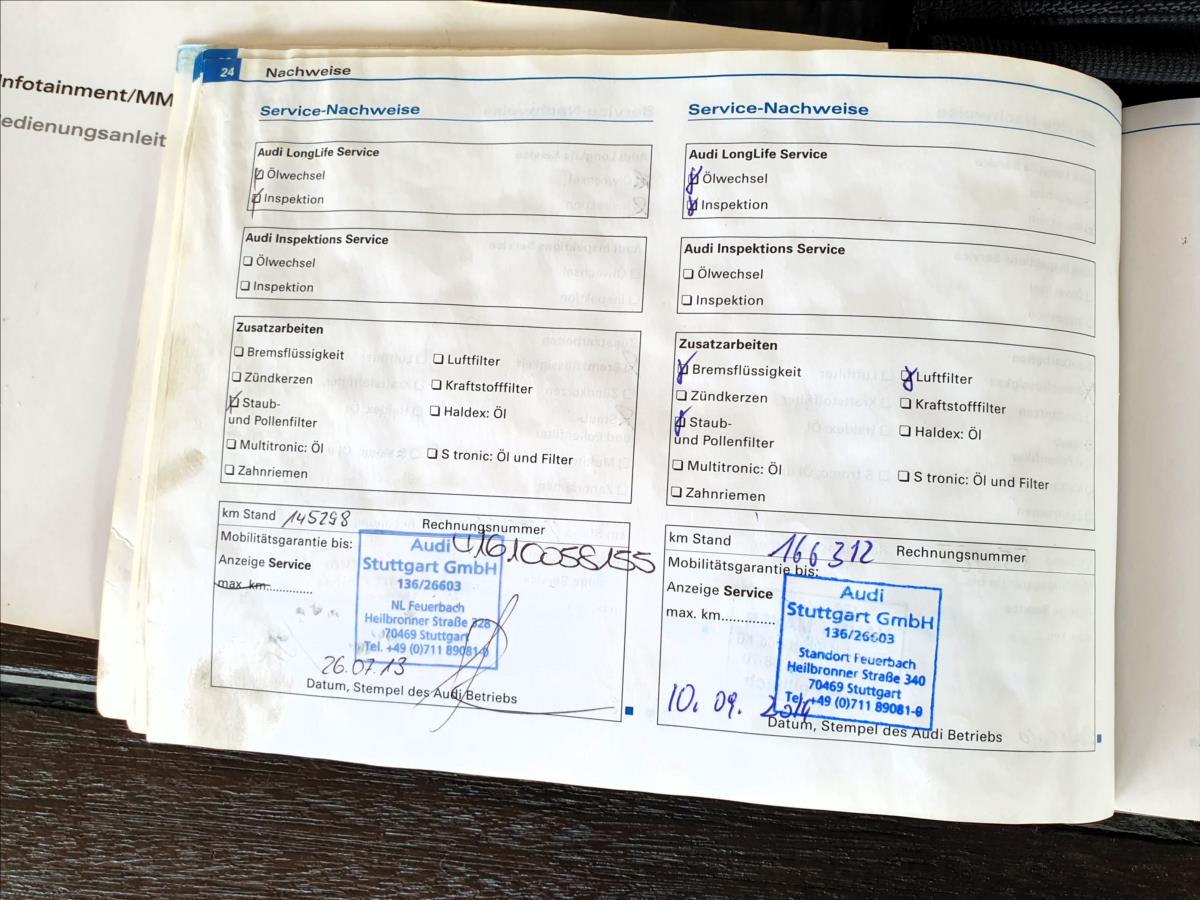 Infotainment/MM
edienungsanleit
24 Nachweise
Service-Nachweise
Audi LongLife Service
Ölwechsel
Inspektion
Audi Inspektions Service
Ölwechsel
Inspektion
Zusatzarbeiten
Bremsflüssigkeit
Luftfilter
Zündkerzen
Kraftstofffilter
Staub-
und Pollenfilter
Haldex: Öl
Multitronic: Öl
S tronic: Öl und Filter
Zahnriemen
km Stand 145298
Rechnungsnummer
Mobilitätsgarantie bis:
Anzeige Service
max. km
Audi
Stuttgart GmbH
136/26603
NL Feuerbach
Heilbronner Straße 328
70469 Stuttgart
Tel. +49 (0)711 89081-0
26.07.13
Datum, Stempel des Audi Betriebs
Service-Nachweise
Audi LongLife Service
Ölwechsel
Inspektion
Audi Inspektions Service
Ölwechsel
Inspektion
Zusatzarbeiten
Bremsflüssigkeit
Luftfilter
Zündkerzen
Kraftstofffilter
Staub-
und Pollenfilter
Haldex: Öl
Multitronic: Öl
S tronic: Öl und Filter
Zahnriemen
km Stand 166312
Rechnungsnummer
Mobilitätsgarantie bis:
Anzeige Service
max. km
Audi
Stuttgart GmbH
136/26603
Standort Feuerbach
Heilbronner Straße 340
70469 Stuttgart
Tel. +49 (0)711 89081-0
10. 09. 2014
Datum, Stempel des Audi Betriebs